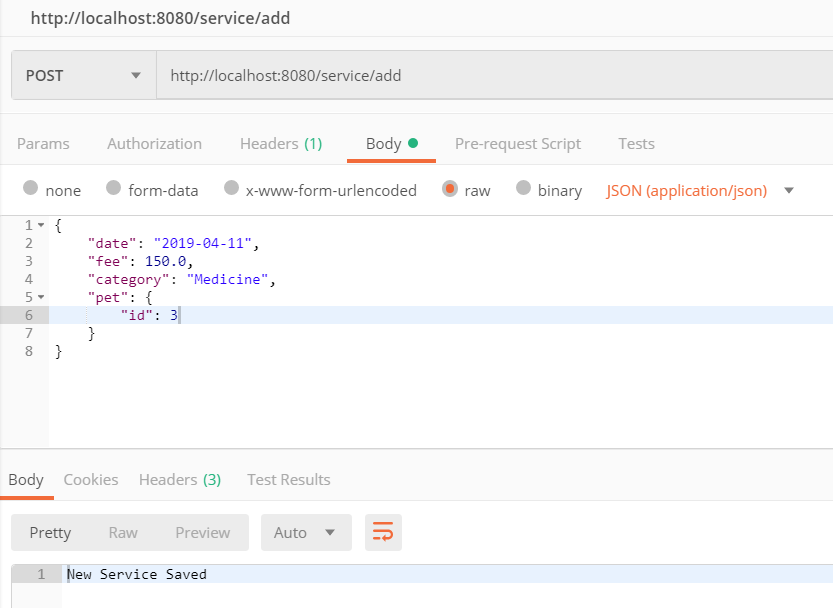 http://localhost:8080/service/add
POST http://localhost:8080/service/add
Params Authorization Headers (1) Body Pre-request Script Tests
none form-data x-www-form-urlencoded raw binary JSON (application/json)
1 {
2 "date": "2019-04-11",
3 "fee": 150.0,
4 "category": "Medicine",
5 "pet": {
6 "id": 3
7 }
8 }
Body Cookies Headers (3) Test Results
Pretty Raw Preview Auto
1 New Service Saved